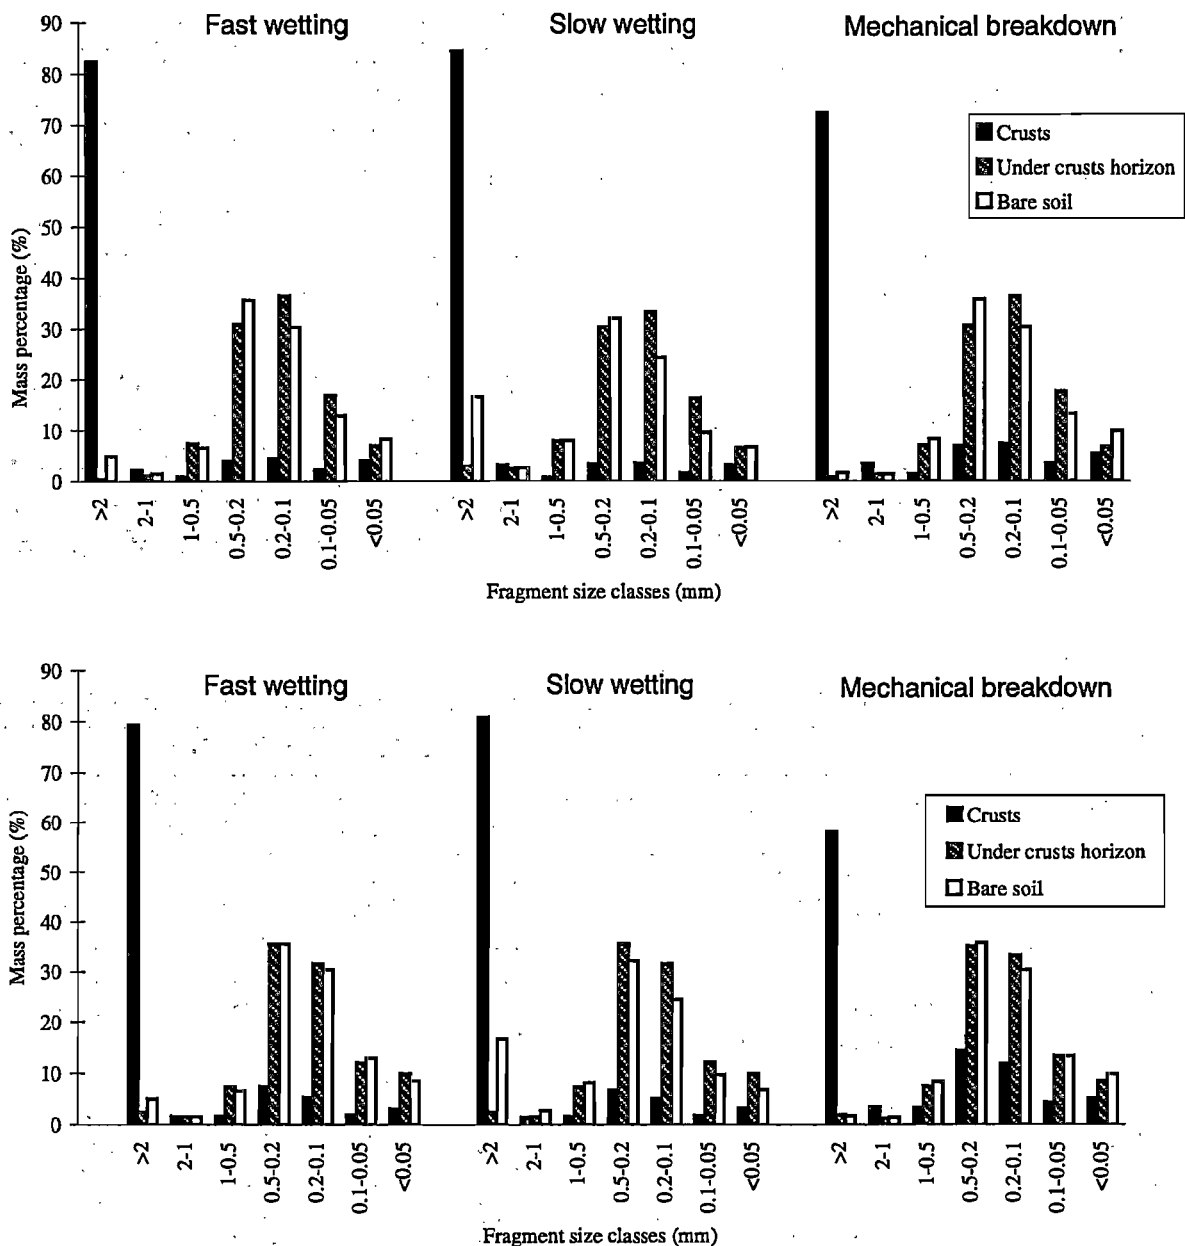 Fast wetting Slow wetting Mechanical breakdown
90
80
70
60
50
40
30
20
10
0
Mass percentage (%)
Crusts
Under crusts horizon
Bare soil
>2 2-1 1-0.5 0.5-0.2 0.2-0.1 0.1-0.05 <0.05 >2 2-1 1-0.5 0.5-0.2 0.2-0.1 0.1-0.05 <0.05 >2 2-1 1-0.5 0.5-0.2 0.2-0.1 0.1-0.05 <0.05
Fragment size classes (mm)
Fast wetting Slow wetting Mechanical breakdown
90
80
70
60
50
40
30
20
10
0
Mass percentage (%)
Crusts
Under crusts horizon
Bare soil
>2 2-1 1-0.5 0.5-0.2 0.2-0.1 0.1-0.05 <0.05 >2 2-1 1-0.5 0.5-0.2 0.2-0.1 0.1-0.05 <0.05 >2 2-1 1-0.5 0.5-0.2 0.2-0.1 0.1-0.05 <0.05
Fragment size classes (mm)